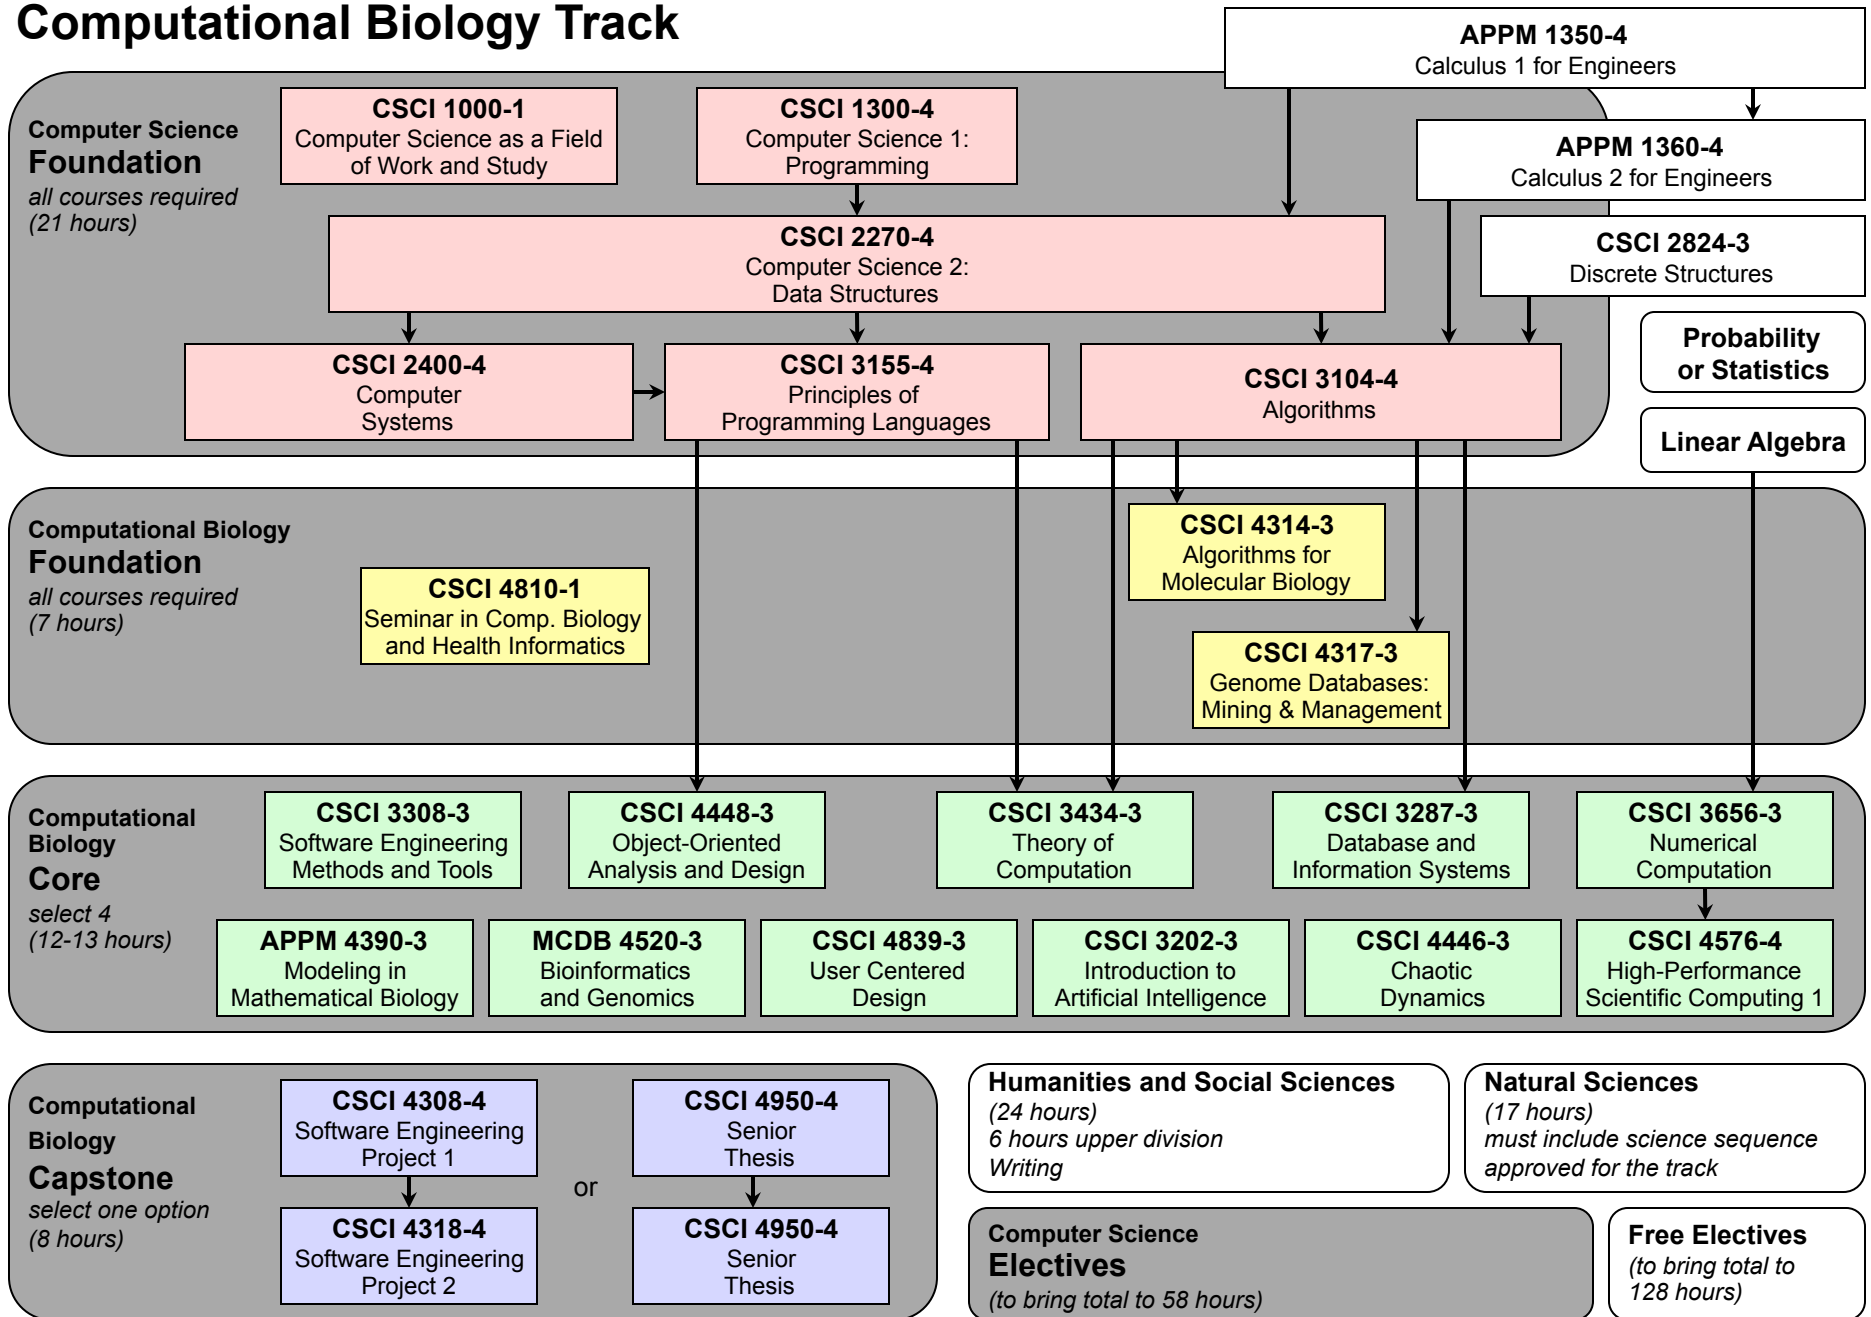 Computational Biology Track
APPM 1350-4
Calculus 1 for Engineers
Computer Science
Foundation
all courses required
(21 hours)
CSCI 1000-1
Computer Science as a Field
of Work and Study
CSCI 1300-4
Computer Science 1:
Programming
APPM 1360-4
Calculus 2 for Engineers
CSCI 2270-4
Computer Science 2:
Data Structures
CSCI 2824-3
Discrete Structures
Probability
or Statistics
CSCI 2400-4
Computer
Systems
CSCI 3155-4
Principles of
Programming Languages
CSCI 3104-4
Algorithms
Linear Algebra
Computational Biology
Foundation
all courses required
(7 hours)
CSCI 4810-1
Seminar in Comp. Biology
and Health Informatics
CSCI 4314-3
Algorithms for
Molecular Biology
CSCI 4317-3
Genome Databases:
Mining & Management
Computational
Biology
Core
select 4
(12-13 hours)
CSCI 3308-3
Software Engineering
Methods and Tools
CSCI 4448-3
Object-Oriented
Analysis and Design
CSCI 3434-3
Theory of
Computation
CSCI 3287-3
Database and
Information Systems
CSCI 3656-3
Numerical
Computation
APPM 4390-3
Modeling in
Mathematical Biology
MCDB 4520-3
Bioinformatics
and Genomics
CSCI 4839-3
User Centered
Design
CSCI 3202-3
Introduction to
Artificial Intelligence
CSCI 4446-3
Chaotic
Dynamics
CSCI 4576-4
High-Performance
Scientific Computing 1
Computational
Biology
Capstone
select one option
(8 hours)
CSCI 4308-4
Software Engineering
Project 1
CSCI 4318-4
Software Engineering
Project 2
or
CSCI 4950-4
Senior
Thesis
CSCI 4950-4
Senior
Thesis
Humanities and Social Sciences
(24 hours)
6 hours upper division
Writing
Natural Sciences
(17 hours)
must include science sequence
approved for the track
Computer Science
Electives
(to bring total to 58 hours)
Free Electives
(to bring total to
128 hours)